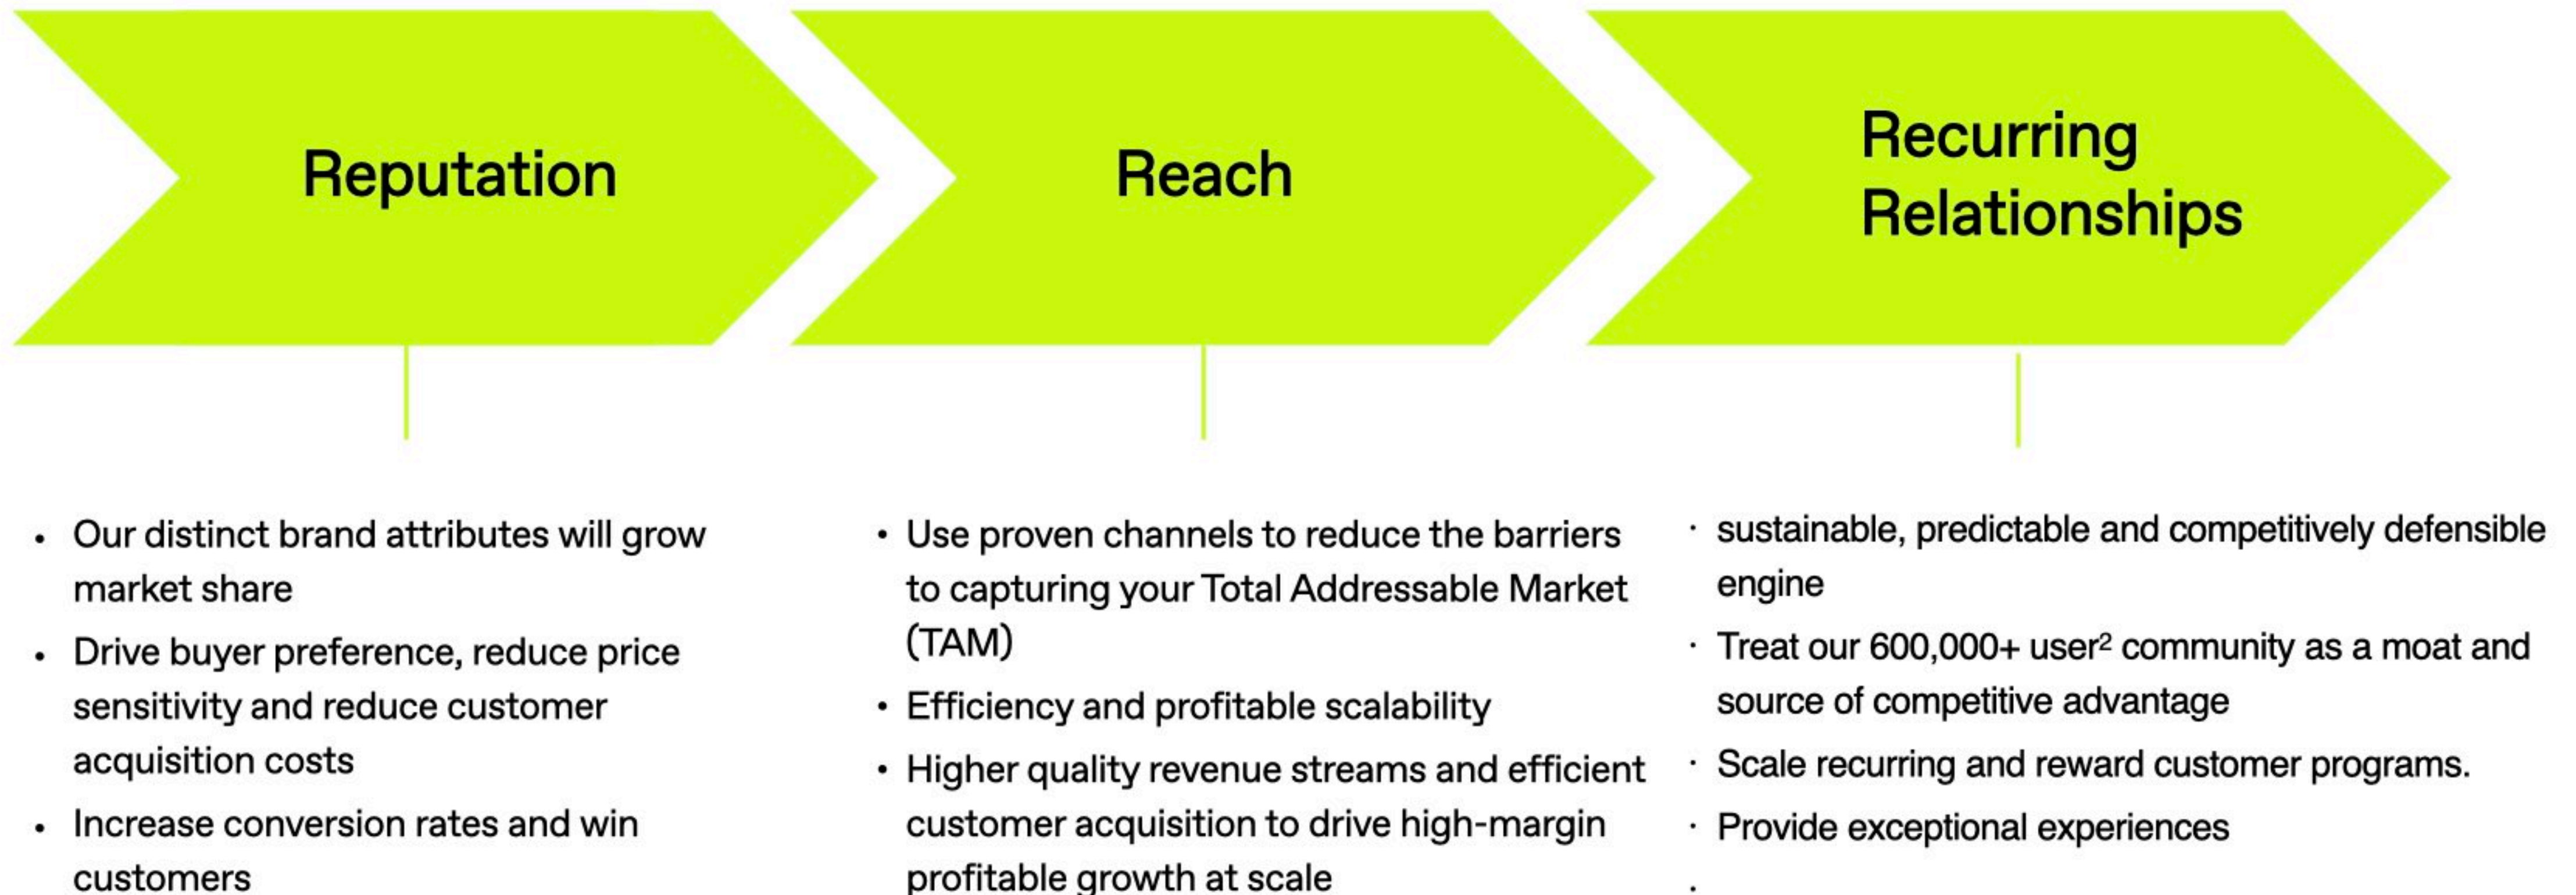 Reputation
Reach
Recurring
Relationships
• Our distinct brand attributes will grow
market share
• Drive buyer preference, reduce price
sensitivity and reduce customer
acquisition costs
• Increase conversion rates and win
customers
• Use proven channels to reduce the barriers
to capturing your Total Addressable Market
(TAM)
• Efficiency and profitable scalability
• Higher quality revenue streams and efficient
customer acquisition to drive high-margin
profitable growth at scale
· sustainable, predictable and competitively defensible
engine
· Treat our 600,000+ user² community as a moat and
source of competitive advantage
· Scale recurring and reward customer programs.
· Provide exceptional experiences
·